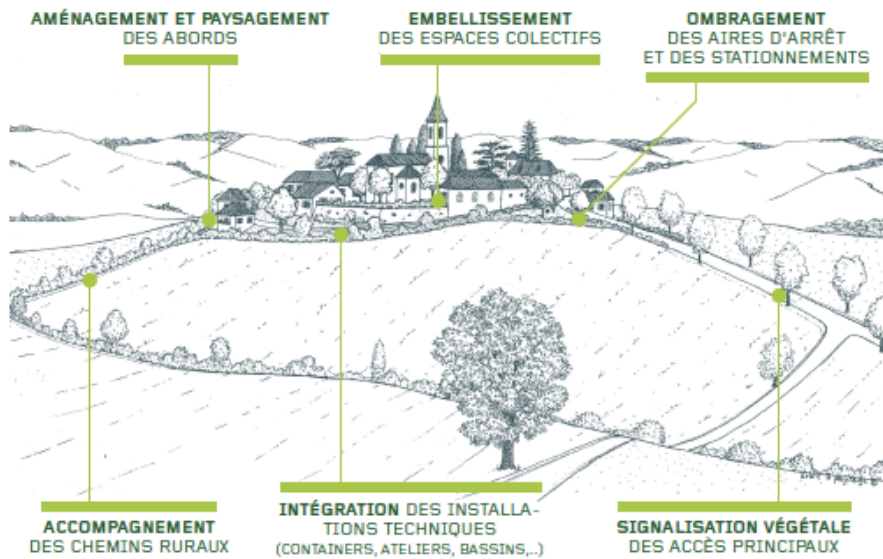 AMÉNAGEMENT ET PAYSAGEMENT
DES ABORDS
EMBELLISSEMENT
DES ESPACES COLECTIFS
OMBRAGEMENT
DES AIRES D'ARRÊT
ET DES STATIONNEMENTS
ACCOMPAGNEMENT
DES CHEMINS RURAUX
INTÉGRATION DES INSTALLA-
TIONS TECHNIQUES
(CONTAINERS, ATELIERS, BASSINS,..)
SIGNALISATION VÉGÉTALE
DES ACCÈS PRINCIPAUX